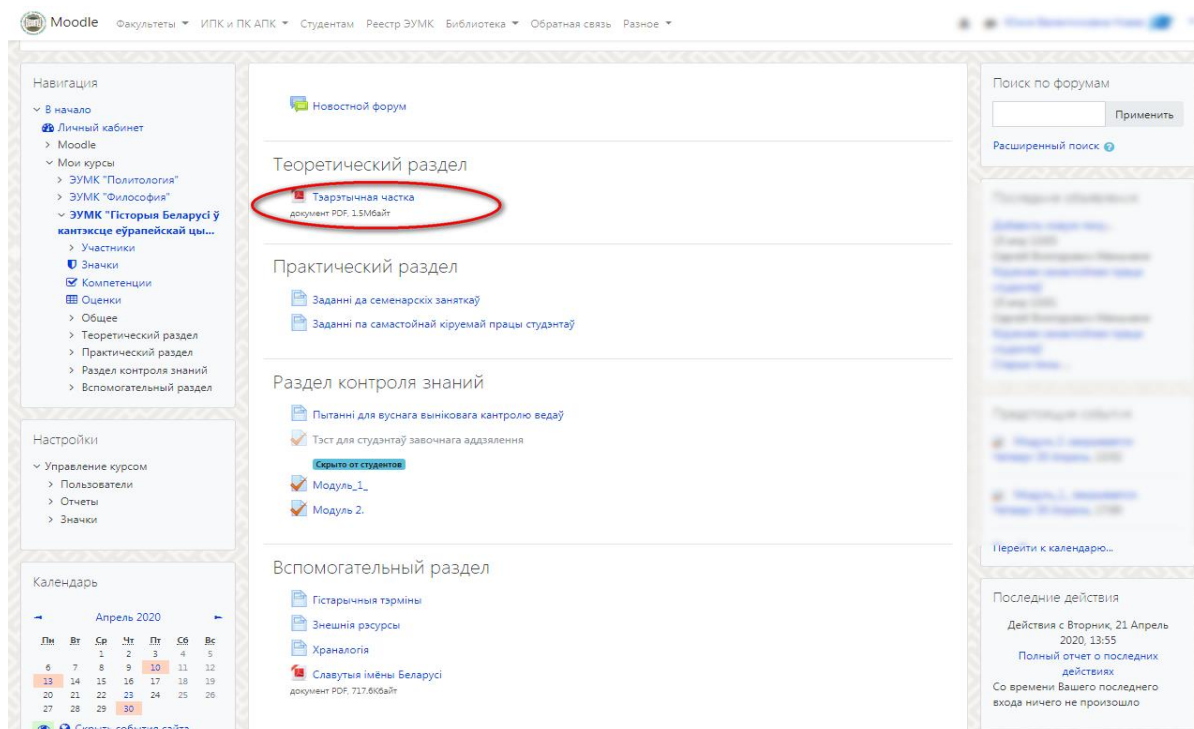 Moodle
Факультеты
ИПК и ПК АПК
Студентам
Реестр ЭУМК
Библиотека
Обратная связь
Разное
Навигация
В начало
Личный кабинет
Moodle
Мои курсы
ЭУМК "Политология"
ЭУМК "Философия"
ЭУМК "Гісторыя Беларусі ў
кантэксце еўрапейскай цы...
Участники
Значки
Компетенции
Оценки
Общее
Теоретический раздел
Практический раздел
Раздел контроля знаний
Вспомогательный раздел
Настройки
Управление курсом
Пользователи
Отчеты
Значки
Календарь
Апрель 2020
Пн Вт Ср Чт Пт Сб Вс
1 2 3 4 5
6 7 8 9 10 11 12
13 14 15 16 17 18 19
20 21 22 23 24 25 26
27 28 29 30
Скрыть события сайта
Новостной форум
Теоретический раздел
Тэарэтычная частка
документ PDF, 1.5Мбайт
Практический раздел
Заданні да семенарскіх заняткаў
Заданні па самастойнай кіруемай працы студэнтаў
Раздел контроля знаний
Пытанні для вуснага выніковага кантролю ведаў
Тэст для студэнтаў завочнага аддзялення
Скрыто от студентов
Модуль_1_
Модуль 2.
Вспомогательный раздел
Гістарычныя тэрміны
Знешнія рэсурсы
Храналогія
Славутыя імёны Беларусі
документ PDF, 717.6Кбайт
Поиск по форумам
Применить
Расширенный поиск
Перейти к календарю...
Последние действия
Действия с Вторник, 21 Апрель
2020, 13:55
Полный отчет о последних
действиях
Со времени Вашего последнего
входа ничего не произошло